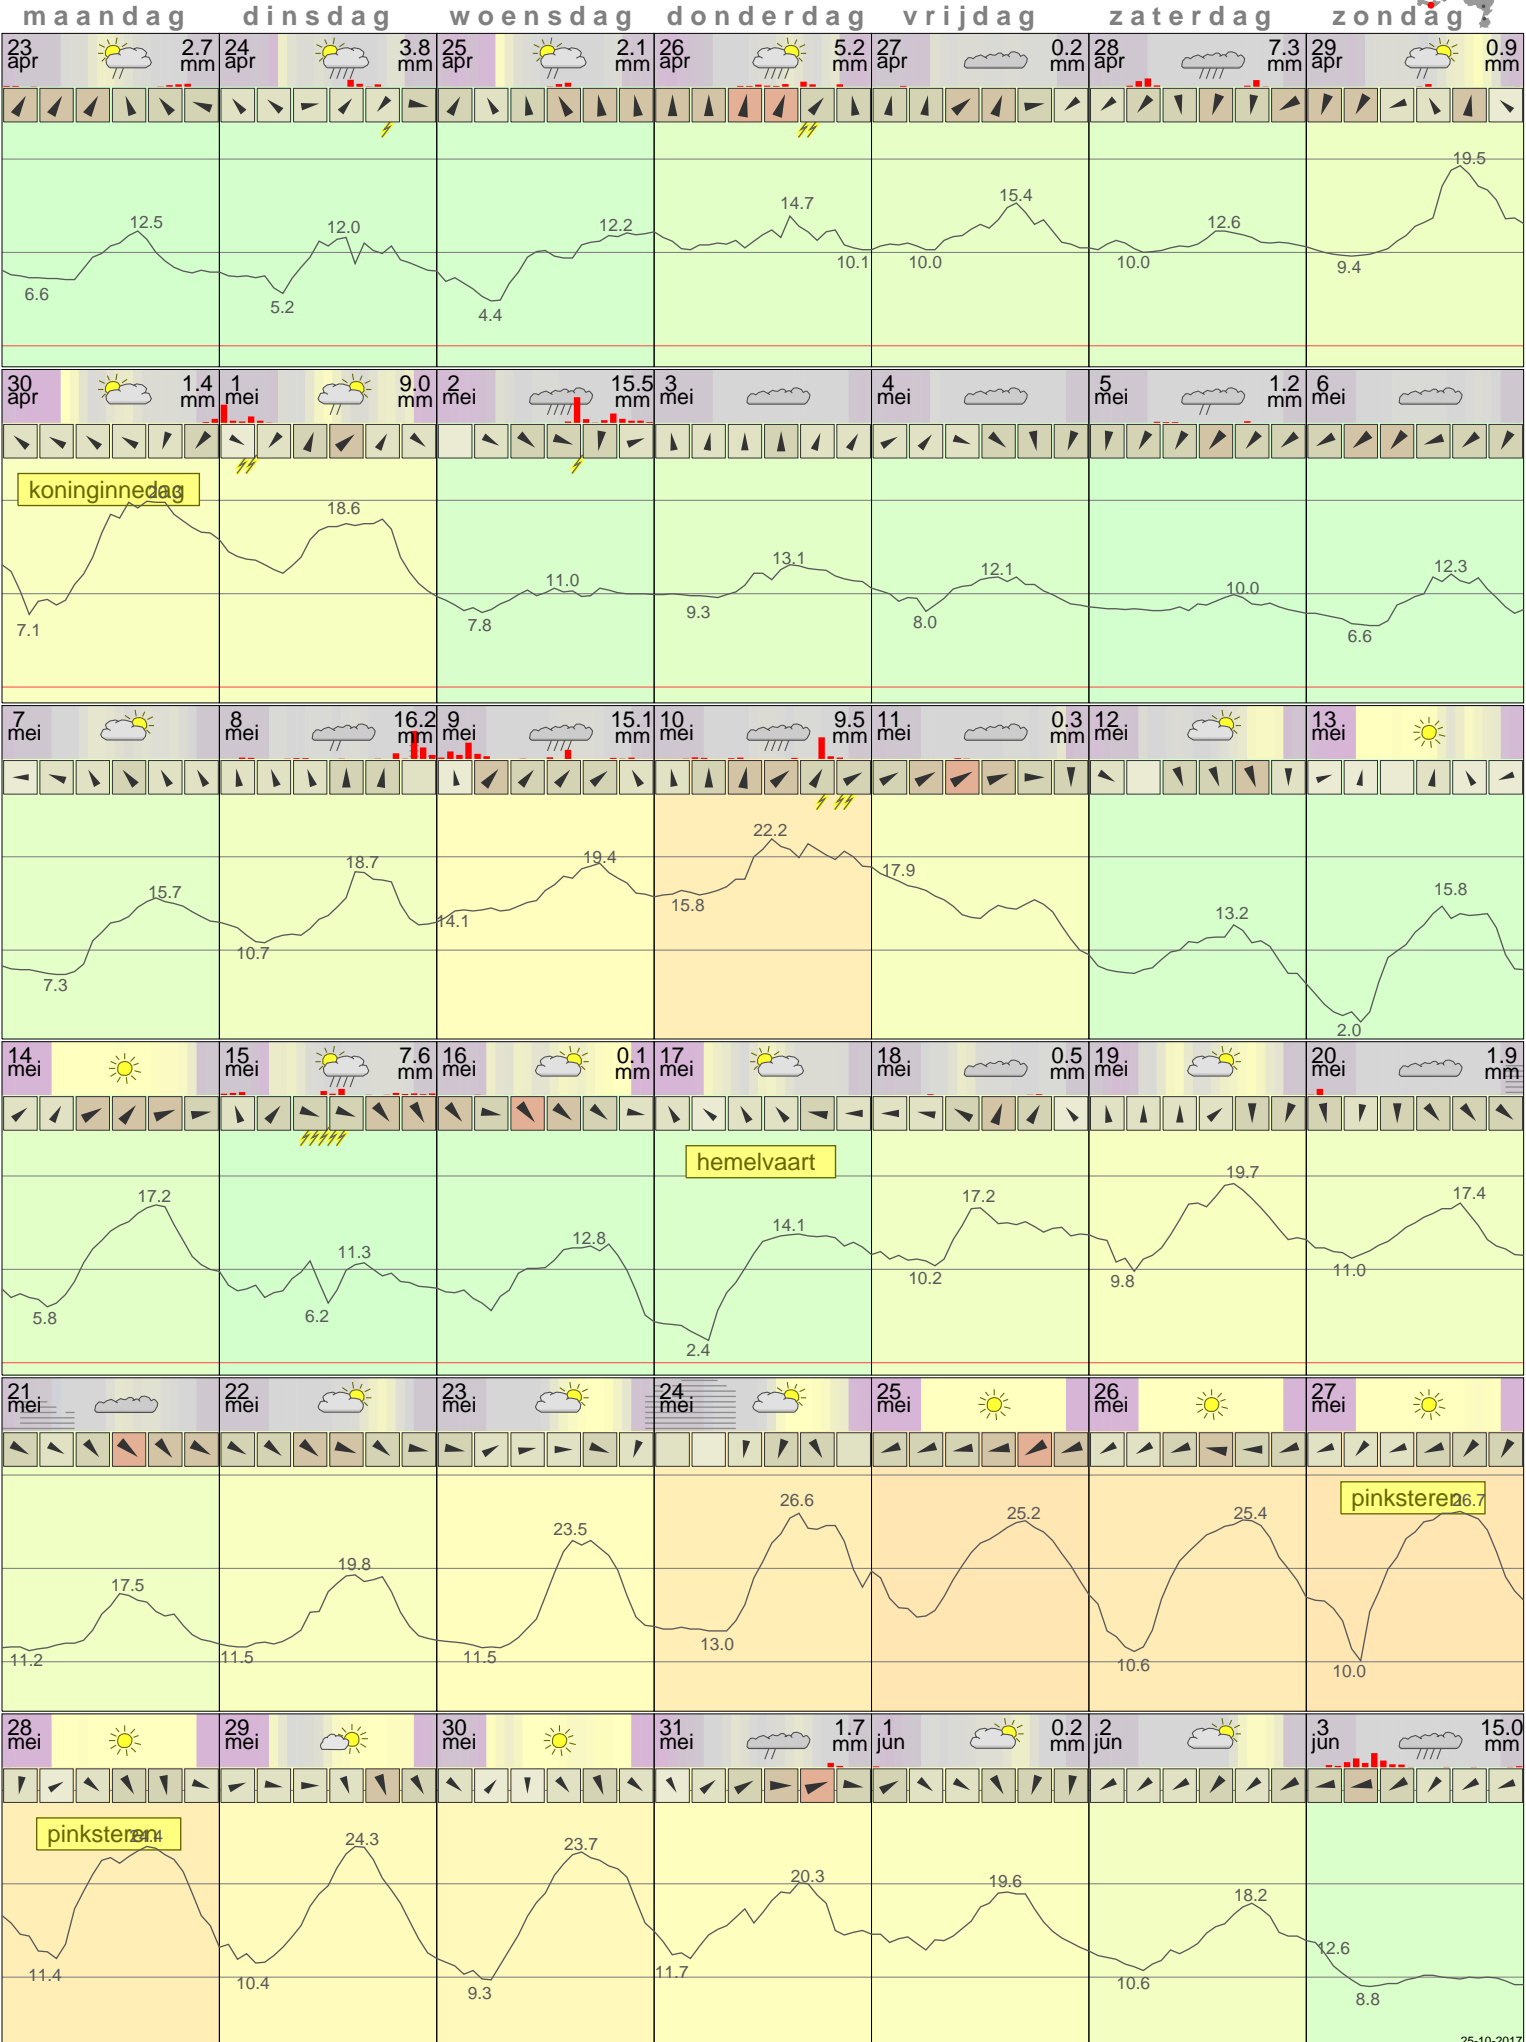 maandag dinsdag woensdag donderdag vrijdag zaterdag zondag
23 apr 2.7 mm 24 apr 3.8 mm 25 apr 2.1 mm 26 apr 5.2 mm 27 apr 0.2 mm 28 apr 7.3 mm 29 apr 0.9 mm
12.5 12.0 12.2 14.7 15.4 12.6 19.5
6.6 5.2 4.4 10.1 10.0 10.0 9.4
30 apr 1.4 mm 1 mei 9.0 mm 2 mei 15.5 mm 3 mei 4 mei 5 mei 1.2 mm 6 mei
koninginnedag
18.6 11.0 13.1 12.1 10.0 12.3
7.1 7.8 9.3 8.0 6.6
7 mei 8 mei 16.2 mm 9 mei 15.1 mm 10 mei 9.5 mm 11 mei 0.3 mm 12 mei 13 mei
15.7 18.7 19.4 22.2 17.9 13.2 15.8
7.3 10.7 14.1 15.8 2.0
14 mei 15 mei 7.6 mm 16 mei 0.1 mm 17 mei 18 mei 0.5 mm 19 mei 20 mei 1.9 mm
hemelvaart
17.2 11.3 12.8 14.1 17.2 19.7 17.4
5.8 6.2 2.4 10.2 9.8 11.0
21 mei 22 mei 23 mei 24 mei 25 mei 26 mei 27 mei
pinksteren
17.5 19.8 23.5 26.6 25.2 25.4 26.7
11.2 11.5 11.5 13.0 10.6 10.0
28 mei 29 mei 30 mei 31 mei 1.7 mm 1 jun 0.2 mm 2 jun 3 jun 15.0 mm
pinksteren
24.4 24.3 23.7 20.3 19.6 18.2 12.6
11.4 10.4 9.3 11.7 10.6 8.8
25-10-2017